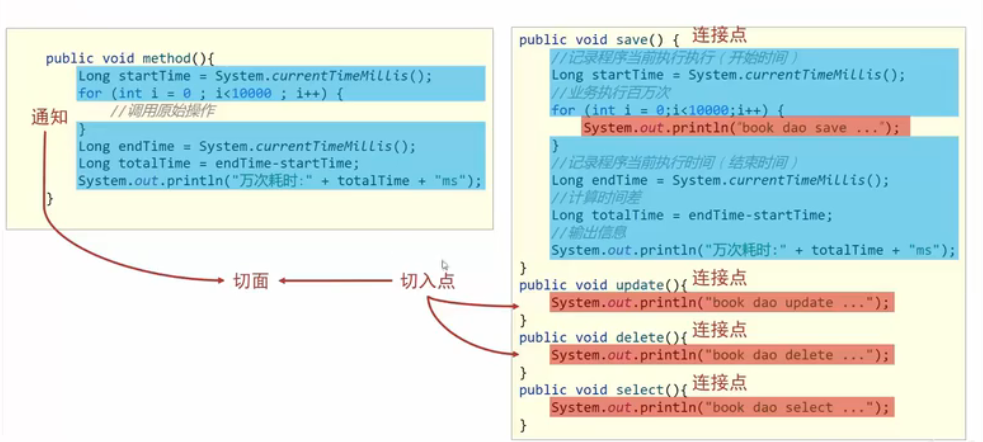 public void method(){
Long startTime = System.currentTimeMillis();
for (int i = 0 ; i<10000 ; i++) {
//调用原始操作
}
Long endTime = System.currentTimeMillis();
Long totalTime = endTime-startTime;
System.out.println("万次耗时:" + totalTime + "ms");
}
通知
切面
切入点
public void save() { 连接点
//记录程序当前执行执行（开始时间）
Long startTime = System.currentTimeMillis();
//业务执行百万次
for (int i = 0;i<10000;i++) {
System.out.println("book dao save ...");
}
//记录程序当前执行时间（结束时间）
Long endTime = System.currentTimeMillis();
//计算时间差
Long totalTime = endTime-startTime;
//输出信息
System.out.println("万次耗时:" + totalTime + "ms");
}
public void update(){ 连接点
System.out.println("book dao update ...");
}
public void delete(){ 连接点
System.out.println("book dao delete ...");
}
public void select(){ 连接点
System.out.println("book dao select ...");
}